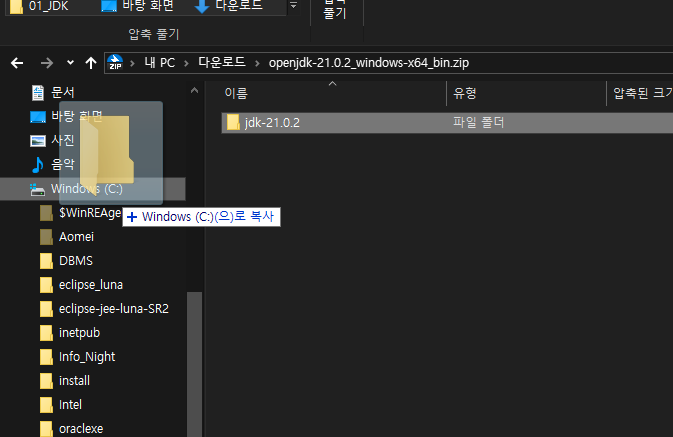 01_JDK
바탕 화면
다운로드
압축 풀기
풀기
내 PC
다운로드
openjdk-21.0.2_windows-x64_bin.zip
ZIP
이름
유형
압축된 크기
jdk-21.0.2
파일 폴더
문서
바탕 화면
사진
음악
Windows (C:)
$WinREAge
Windows (C:)(으)로 복사
Aomei
DBMS
eclipse_luna
eclipse-jee-luna-SR2
inetpub
Info_Night
install
Intel
oraclexe